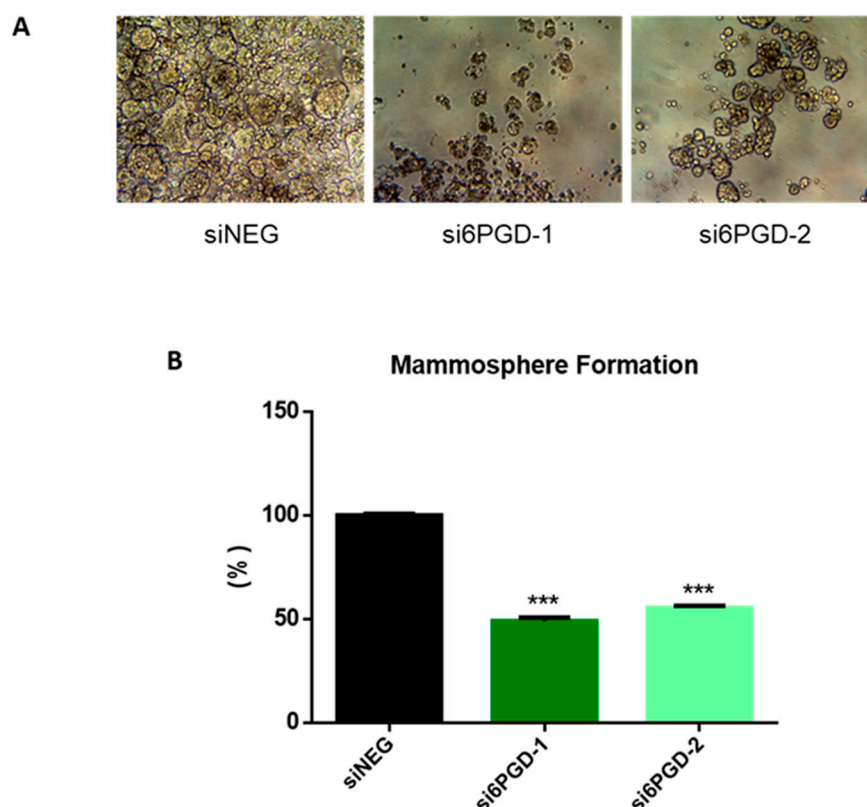 A
siNEG si6PGD-1 si6PGD-2
B
Mammosphere Formation
150
100
50
0
(% )
***
***
siNEG
si6PGD-1
si6PGD-2